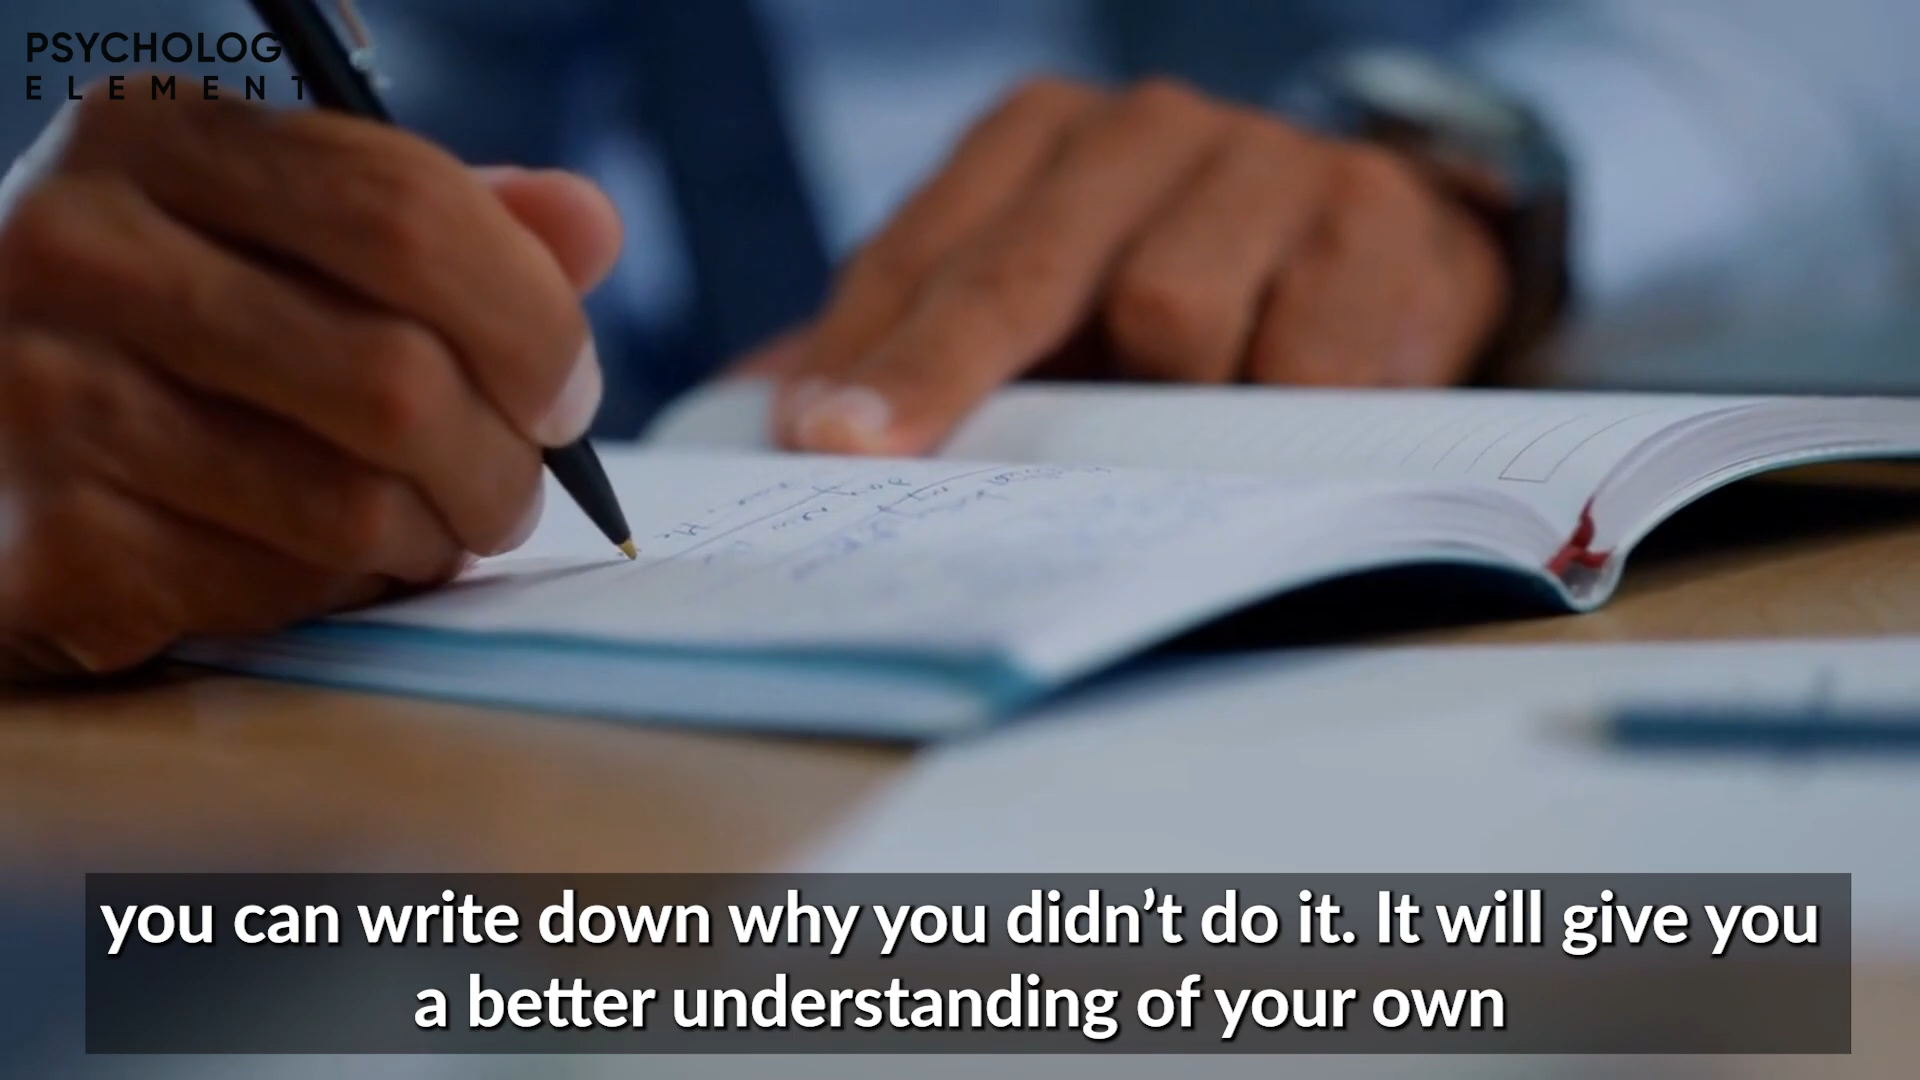 PSYCHOLOG
ELEMENT
you can write down why you didn’t do it. It will give you
a better understanding of your own